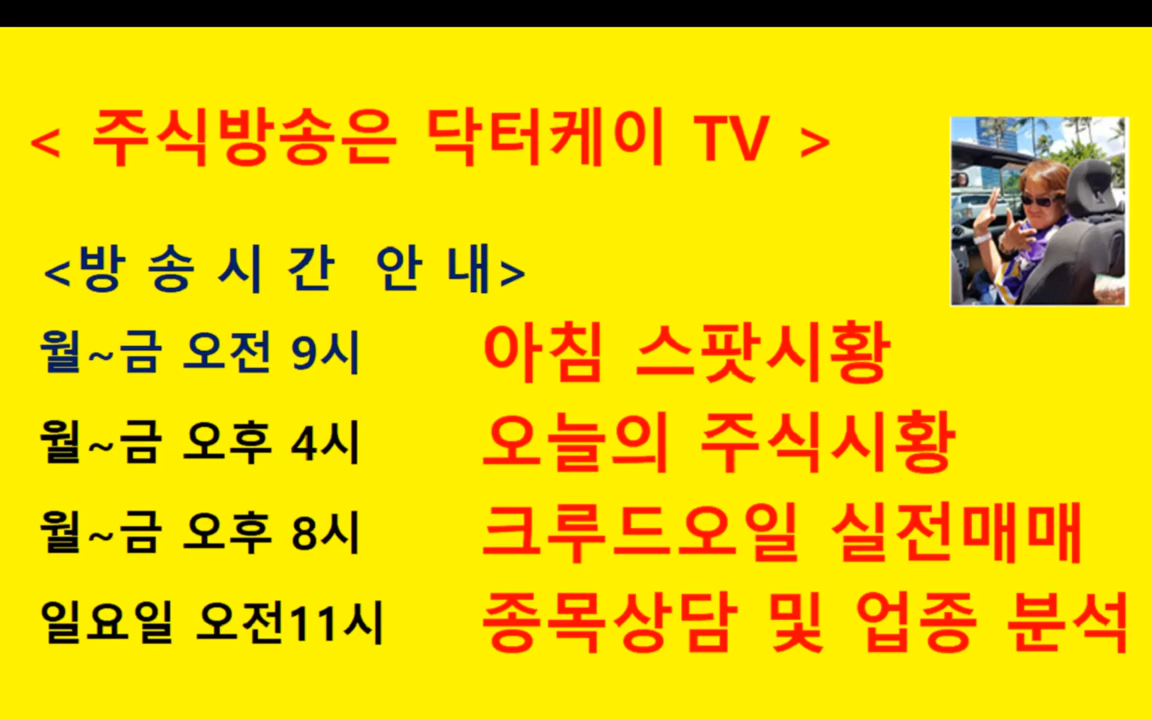 < 주식방송은 닥터케이 TV >
<방 송 시 간 안 내>
월~금 오전 9시 아침 스팟시황
월~금 오후 4시 오늘의 주식시황
월~금 오후 8시 크루드오일 실전매매
일요일 오전11시 종목상담 및 업종 분석